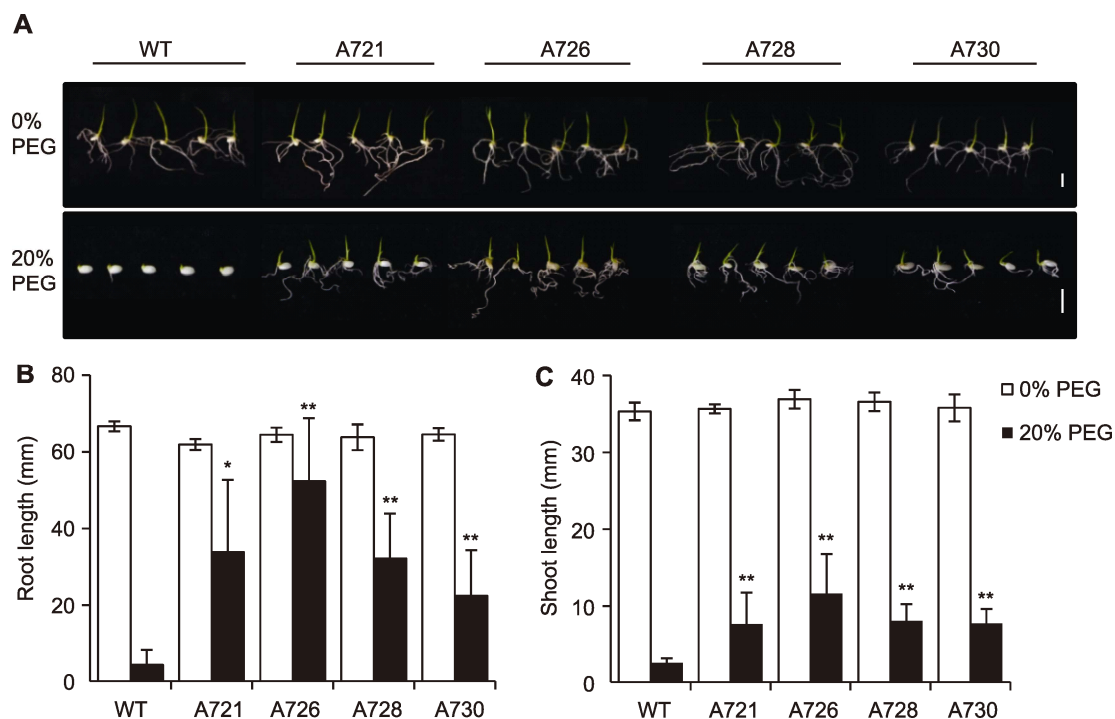 A
WT A721 A726 A728 A730
0%
PEG
20%
PEG
B
Root length (mm)
80
60
40
20
0
* ** ** **
WT A721 A726 A728 A730
C
Shoot length (mm)
40
30
20
10
0
** ** ** **
WT A721 A726 A728 A730
0% PEG
20% PEG